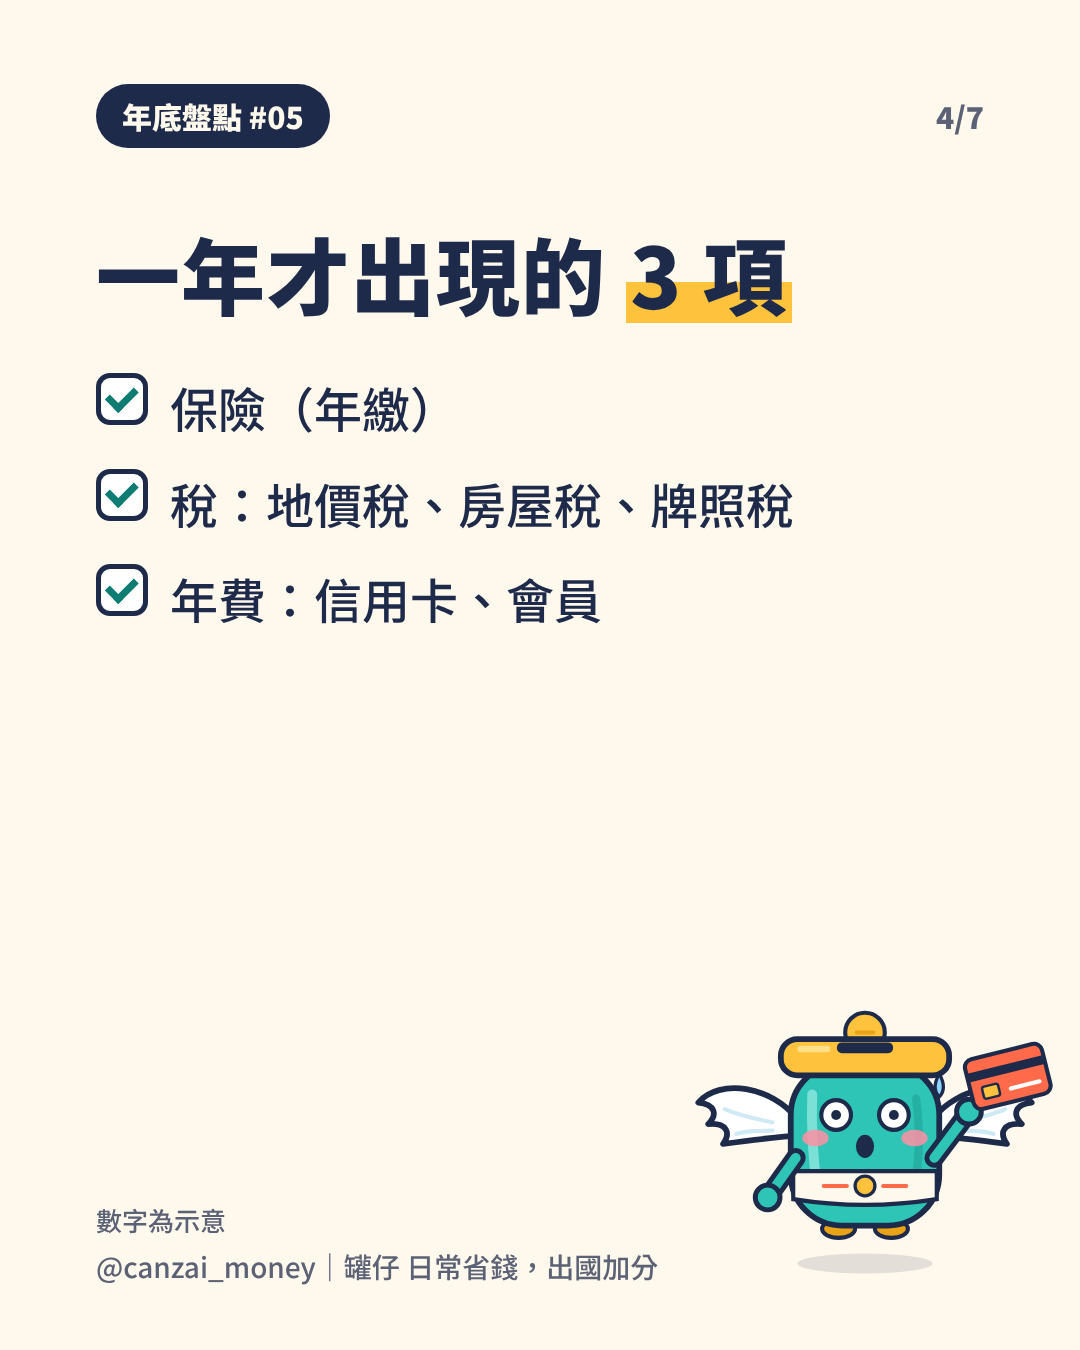 年底盤點 #05
4/7
一年才出現的 3 項
保險（年繳）
稅：地價稅、房屋稅、牌照稅
年費：信用卡、會員
數字為示意
@canzai_money｜罐仔 日常省錢，出國加分